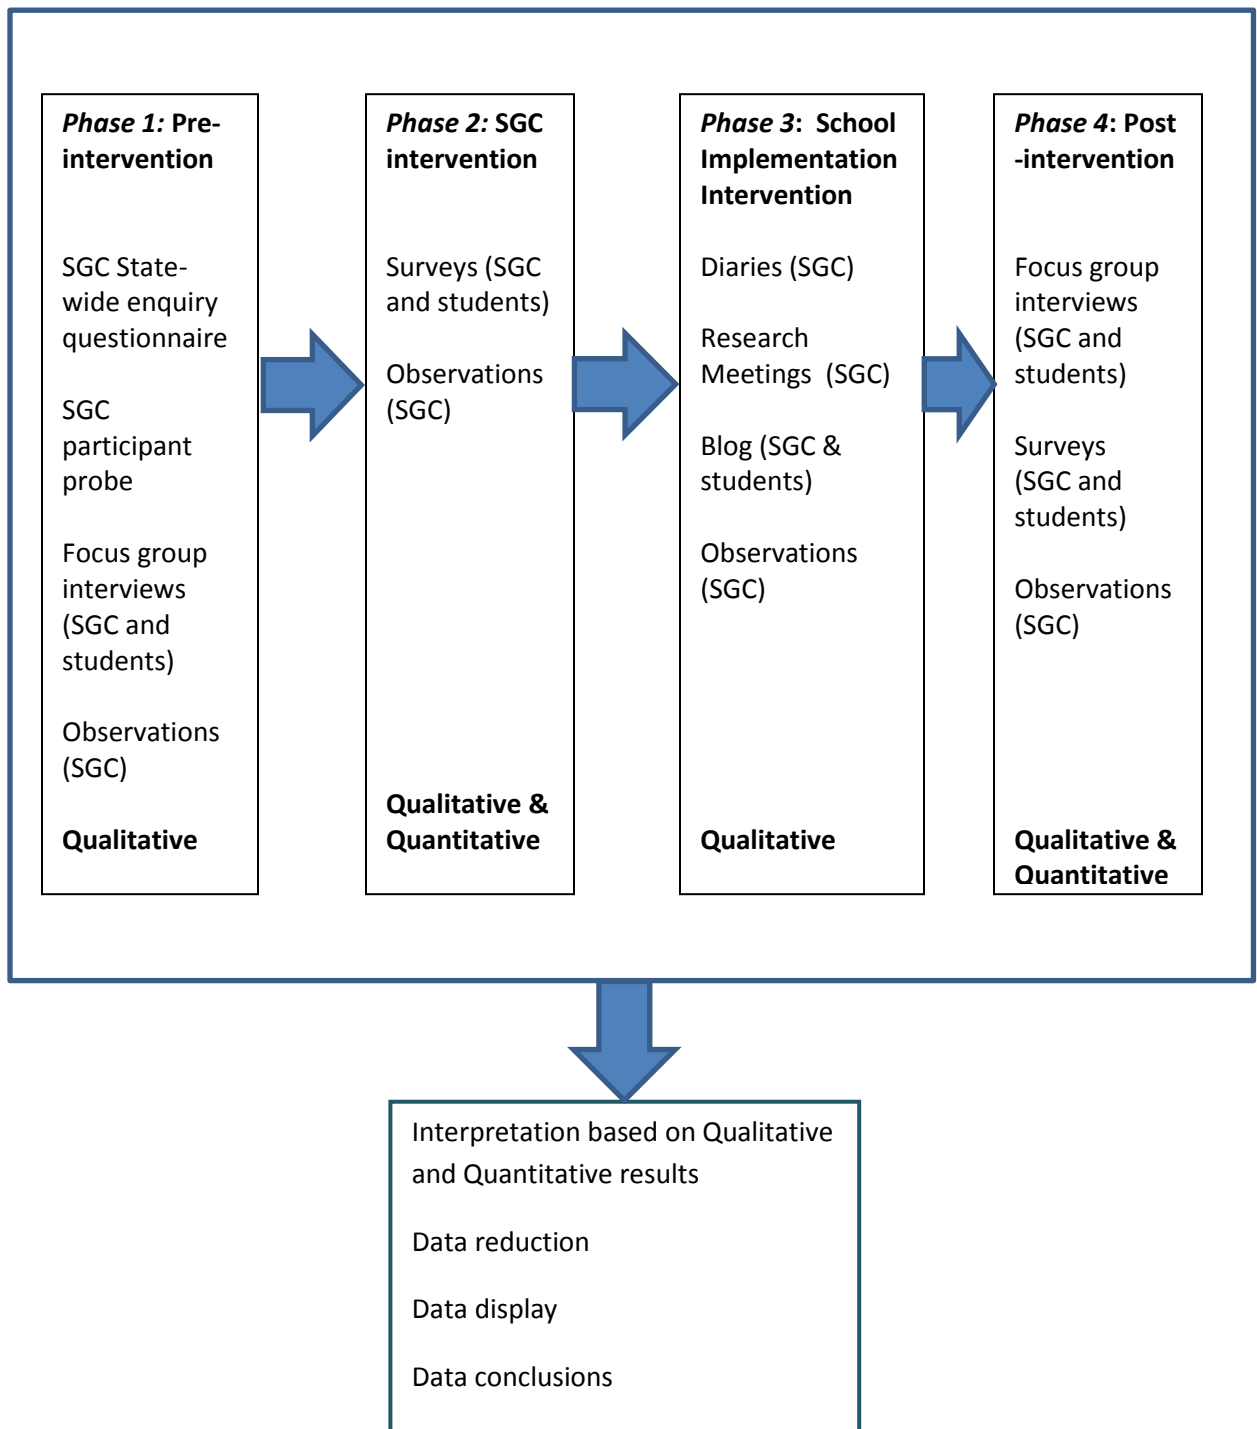 Phase 1: Pre-
intervention
SGC State-
wide enquiry
questionnaire
SGC
participant
probe
Focus group
interviews
(SGC and
students)
Observations
(SGC)
Qualitative
Phase 2: SGC
intervention
Surveys (SGC
and students)
Observations
(SGC)
Qualitative &
Quantitative
Phase 3: School
Implementation
Intervention
Diaries (SGC)
Research
Meetings (SGC)
Blog (SGC &
students)
Observations
(SGC)
Qualitative
Phase 4: Post
-intervention
Focus group
interviews
(SGC and
students)
Surveys
(SGC and
students)
Observations
(SGC)
Qualitative &
Quantitative
Interpretation based on Qualitative
and Quantitative results
Data reduction
Data display
Data conclusions